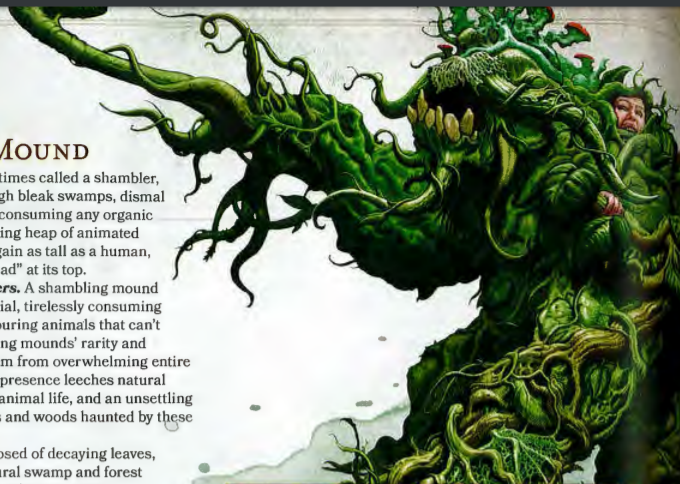 MOUND
times called a shambler,
gh bleak swamps, dismal
consuming any organic
ing heap of animated
gain as tall as a human,
ad" at its top.
ers. A shambling mound
ial, tirelessly consuming
ouring animals that can't
ng mounds' rarity and
m from overwhelming entire
presence leeches natural
animal life, and an unsettling
s and woods haunted by these
osed of decaying leaves,
ural swamp and forest